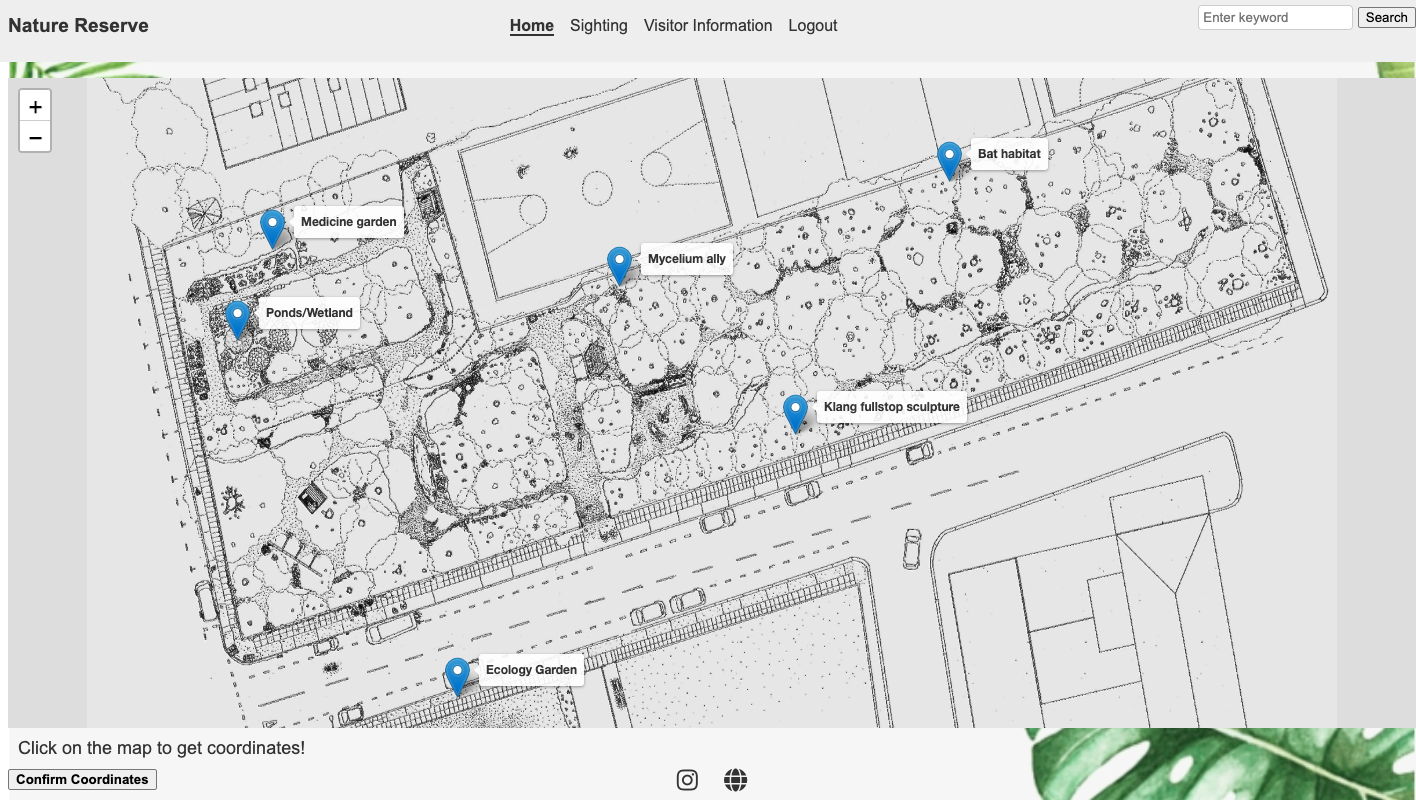 Nature Reserve
Home Sighting Visitor Information Logout
Enter keyword Search
+
−
Bat habitat
Medicine garden
Mycelium ally
Ponds/Wetland
Klang fullstop sculpture
Ecology Garden
Click on the map to get coordinates!
Confirm Coordinates